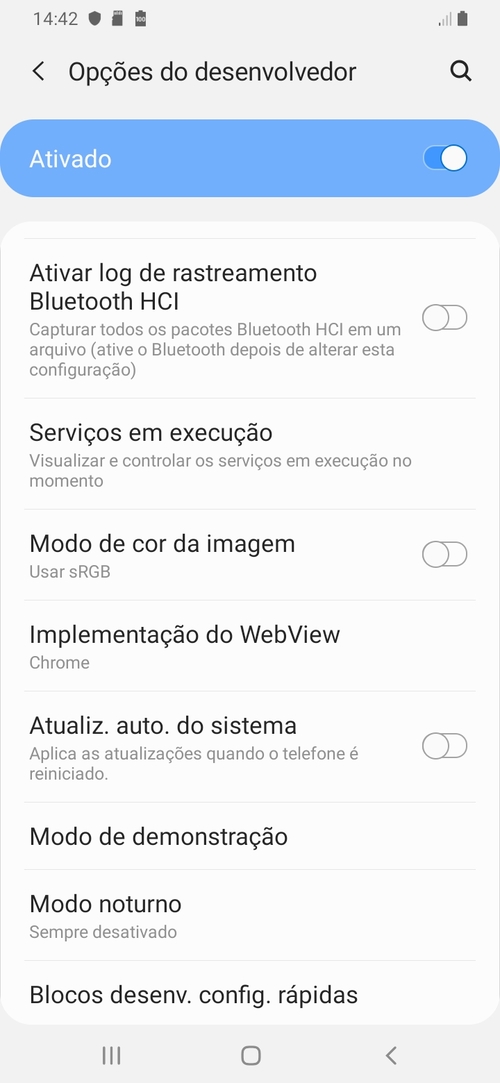 14:42
Opções do desenvolvedor
Ativado
Ativar log de rastreamento
Bluetooth HCI
Capturar todos os pacotes Bluetooth HCI em um
arquivo (ative o Bluetooth depois de alterar esta
configuração)
Serviços em execução
Visualizar e controlar os serviços em execução no
momento
Modo de cor da imagem
Usar sRGB
Implementação do WebView
Chrome
Atualiz. auto. do sistema
Aplica as atualizações quando o telefone é
reiniciado.
Modo de demonstração
Modo noturno
Sempre desativado
Blocos desenv. config. rápidas